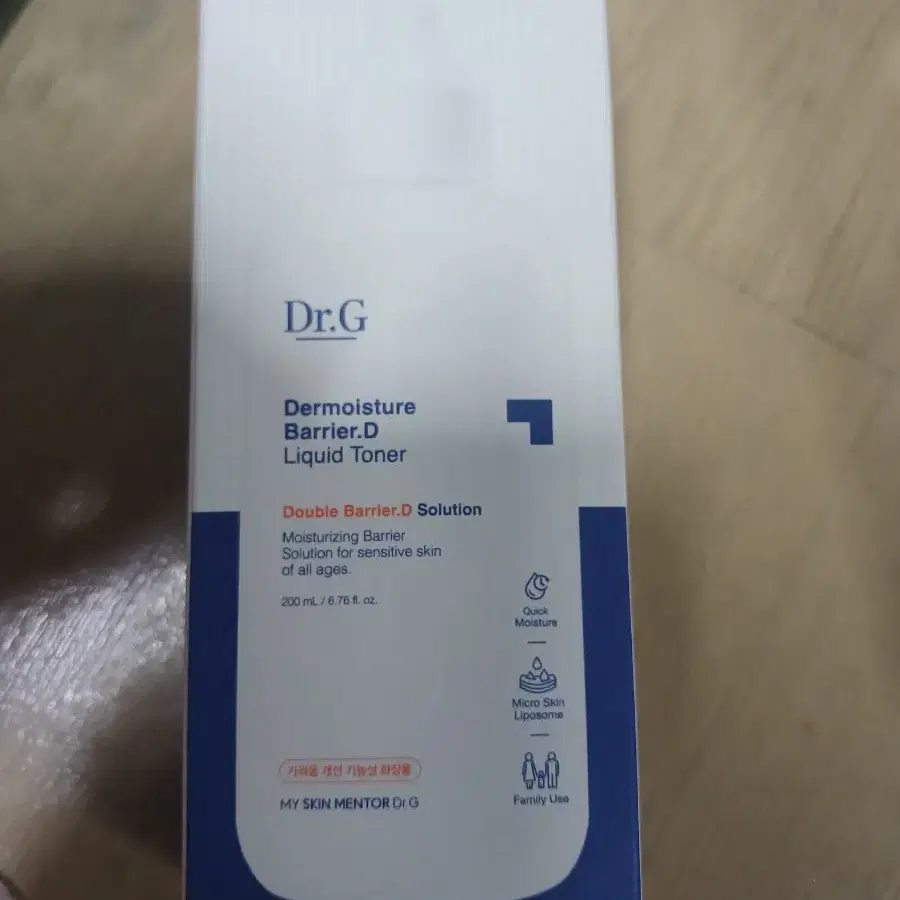 Dr.G
Dermoisture
Barrier.D
Liquid Toner
Double Barrier.D Solution
Moisturizing Barrier
Solution for sensitive skin
of all ages.
200 mL / 6.76 fl. oz.
Quick
Moisture
Micro Skin
Liposome
Family Use
가려움 개선 기능성 화장품
MY SKIN MENTOR Dr.G